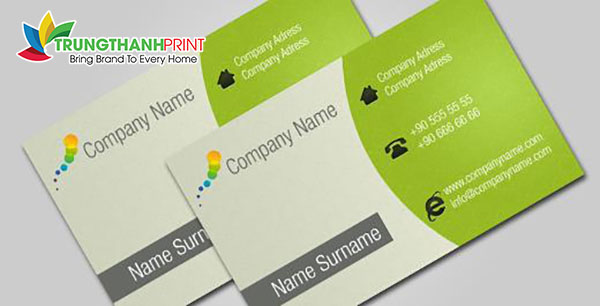 TRUNGTHANHPRINT
Bring Brand To Every Home
Company Name
Company Adress
Company Adress
Name Surname
Company Name
Company Adress
Company Adress
+90 555 55 55
+90 666 66 66
www.companyname.com
info@companyname.com
Name Surname